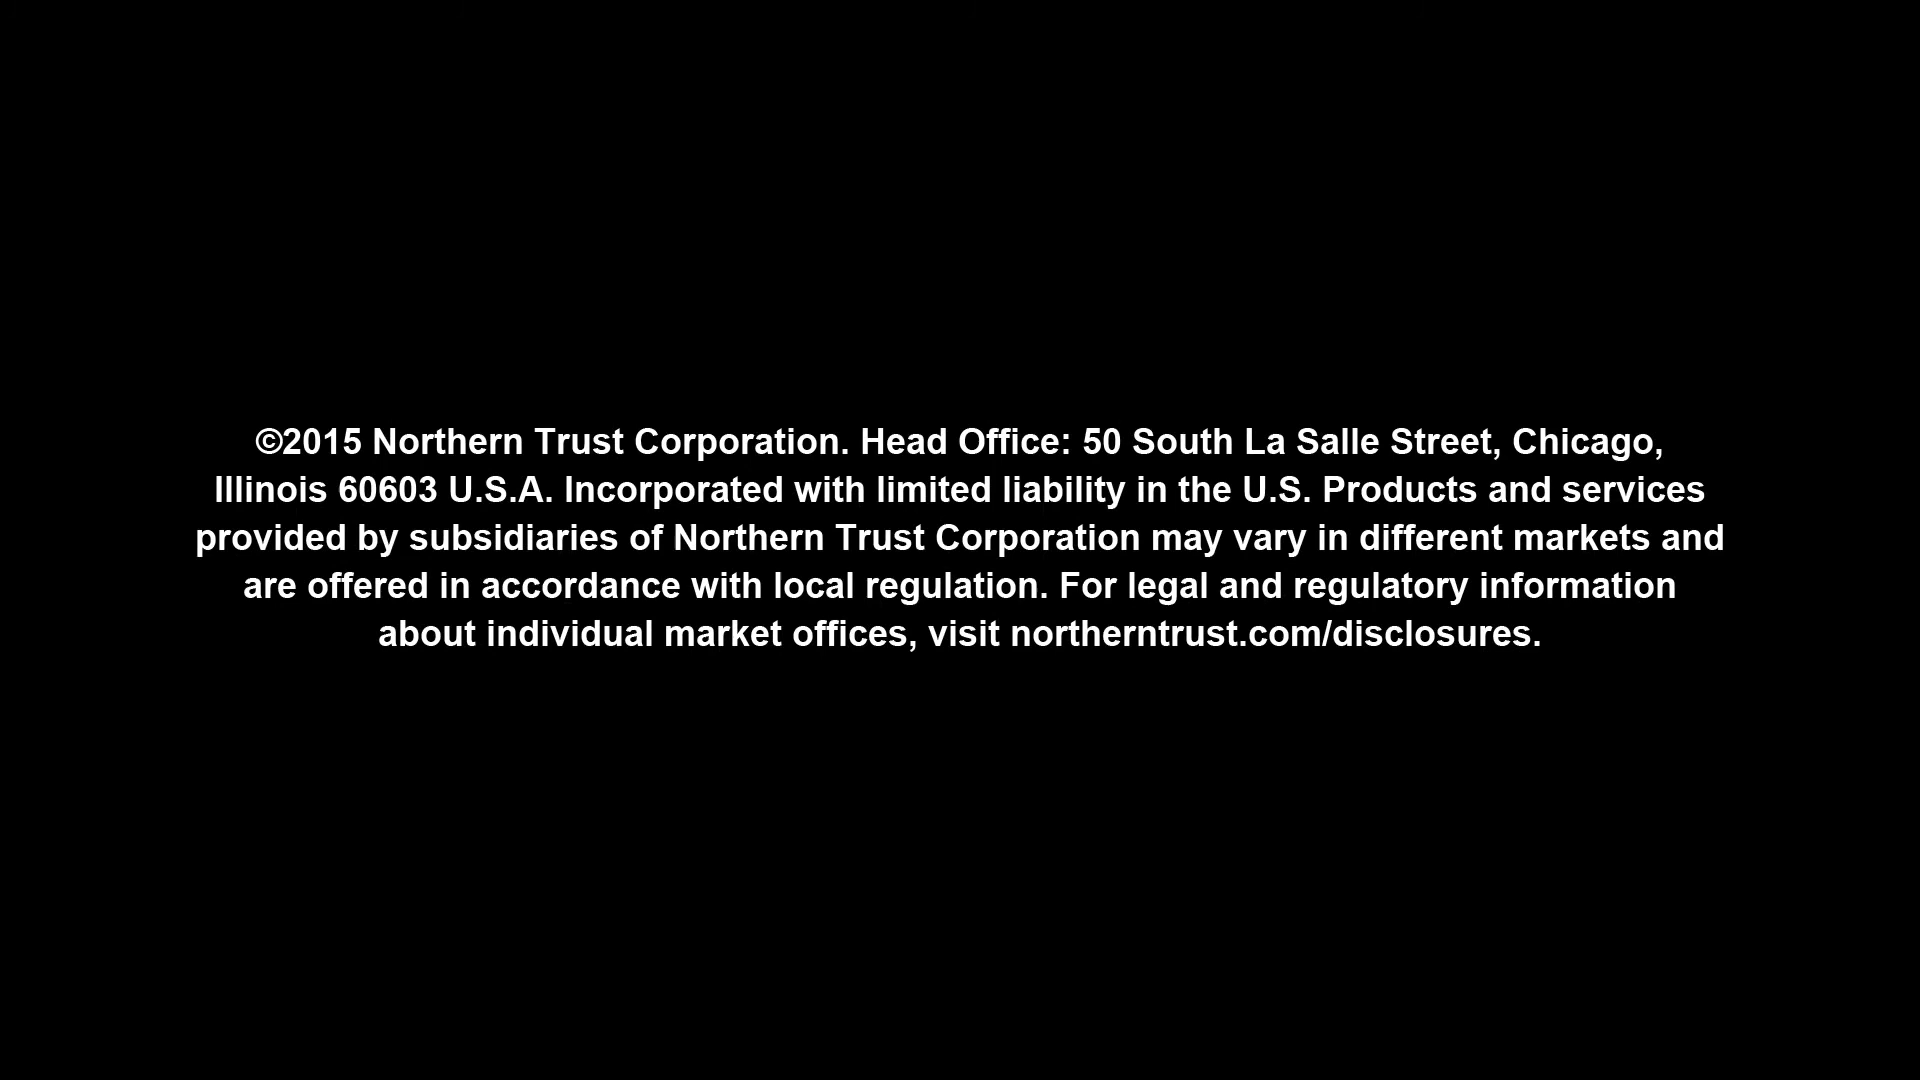 ©2015 Northern Trust Corporation. Head Office: 50 South La Salle Street, Chicago,
Illinois 60603 U.S.A. Incorporated with limited liability in the U.S. Products and services
provided by subsidiaries of Northern Trust Corporation may vary in different markets and
are offered in accordance with local regulation. For legal and regulatory information
about individual market offices, visit northerntrust.com/disclosures.